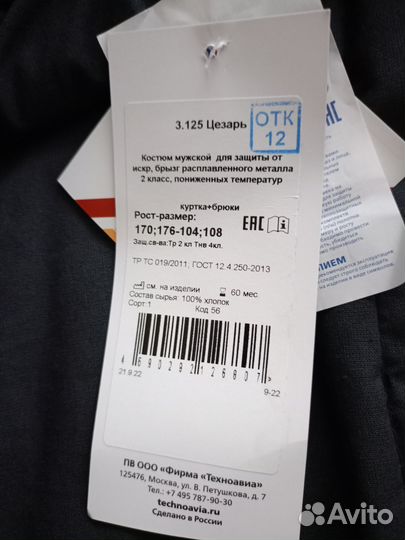 3.125 Цезарь
ОТК
12
Костюм мужской для защиты от
искр, брызг расплавленного металла
2 класс, пониженных температур
куртка+брюки
Рост-размер:
170;176-104;108
ЕАС
Защ.св-ва:Тр 2 кл Тнв 4кл.
ТР ТС 019/2011, ГОСТ 12.4.250-2013
см. на изделии 60 мес
Состав сырья: 100% хлопок
Сорт:1 Код 56
4 690292 126807 >
21.9.22 9-22
ПВ ООО «Фирма «Техноавиа»
125476, Москва, ул. В. Петушкова, д. 7
Тел.: +7 495 787-90-30
technoavia.ru
Сделано в России
Avito